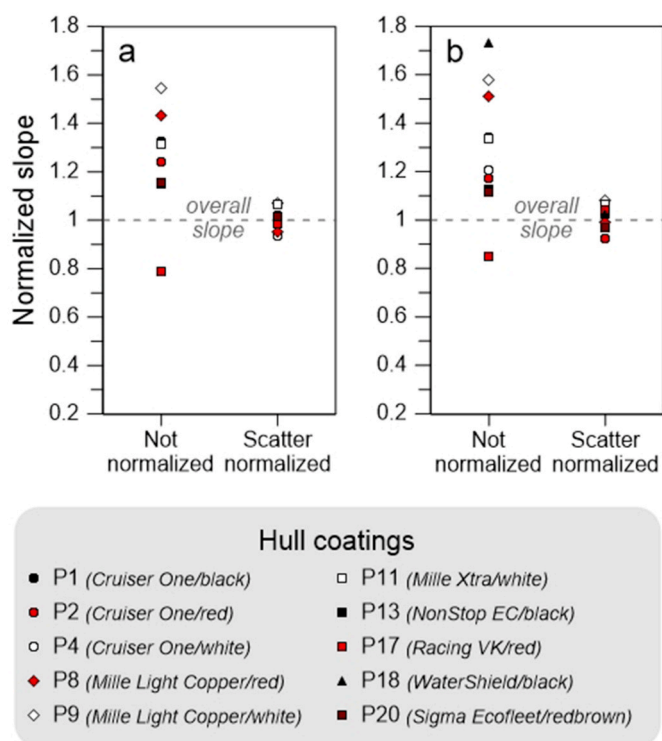 a
b
1.8
1.6
1.4
1.2
1
0.8
0.6
0.4
0.2
Normalized slope
overall
slope
Not
normalized
Scatter
normalized
1.8
1.6
1.4
1.2
1
0.8
0.6
0.4
0.2
overall
slope
Not
normalized
Scatter
normalized
Hull coatings
P1 (Cruiser One/black)
P2 (Cruiser One/red)
P4 (Cruiser One/white)
P8 (Mille Light Copper/red)
P9 (Mille Light Copper/white)
P11 (Mille Xtra/white)
P13 (NonStop EC/black)
P17 (Racing VK/red)
P18 (WaterShield/black)
P20 (Sigma Ecofleet/redbrown)